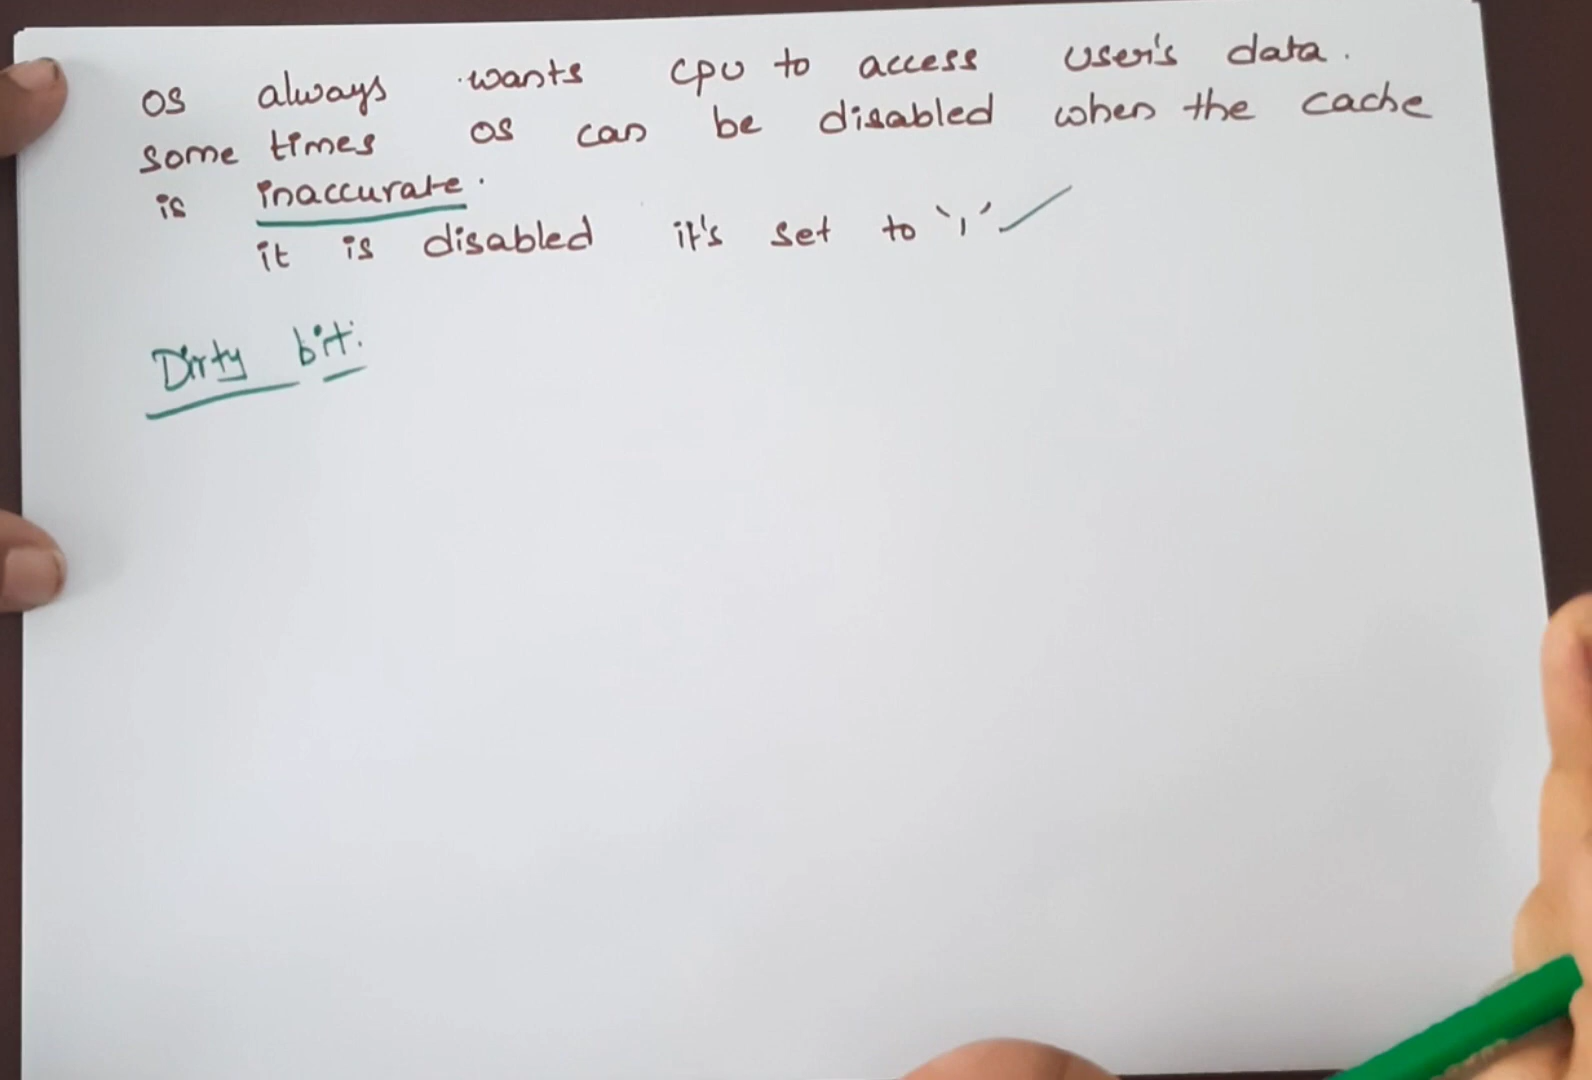 OS always wants CPU to access user's data.
some times OS can be disabled when the cache
is inaccurate.
it is disabled it's set to '1'
Dirty bit: